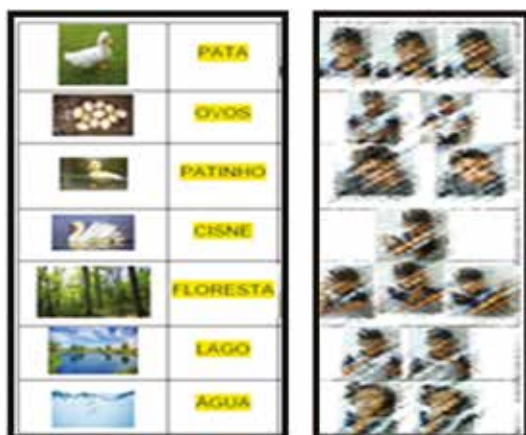 PATA
OVOS
PATINHO
CISNE
FLORESTA
LAGO
ÁGUA